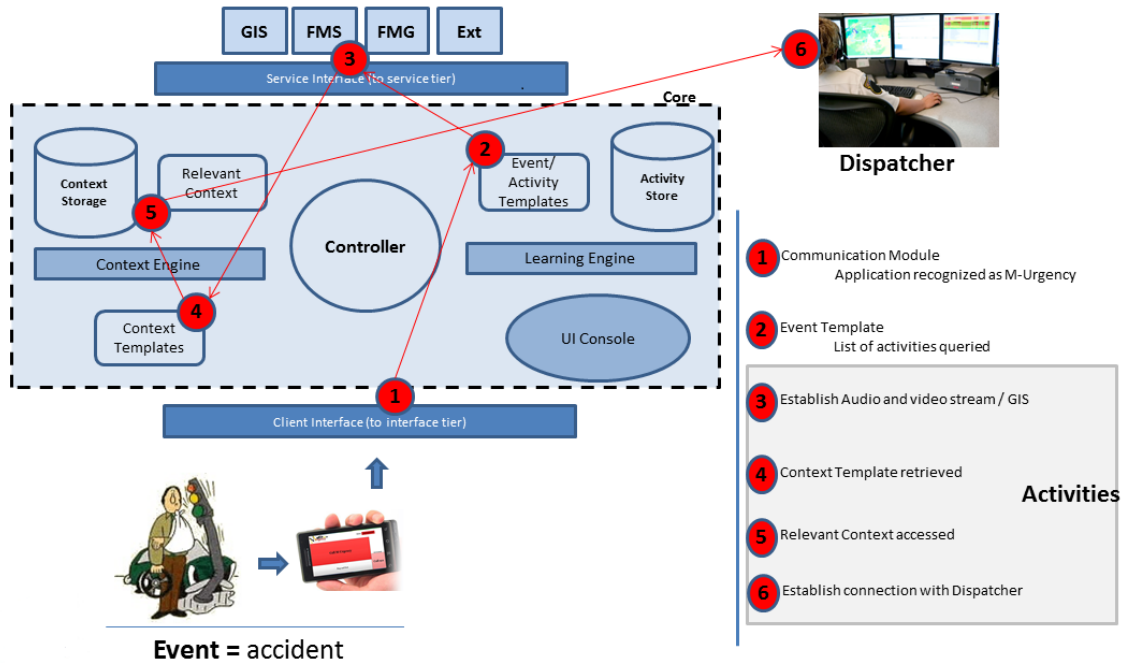 GIS
FMS
FMG
Ext
3
Service Interface (to service tier)
6
Core
Dispatcher
Context
Storage
Relevant
Context
2
Event/
Activity
Templates
Activity
Store
5
Controller
Context Engine
Learning Engine
4
Context
Templates
UI Console
1
Client Interface (to interface tier)
Event = accident
1 Communication Module
Application recognized as M-Urgency
2 Event Template
List of activities queried
3 Establish Audio and video stream / GIS
4 Context Template retrieved
Activities
5 Relevant Context accessed
6 Establish connection with Dispatcher